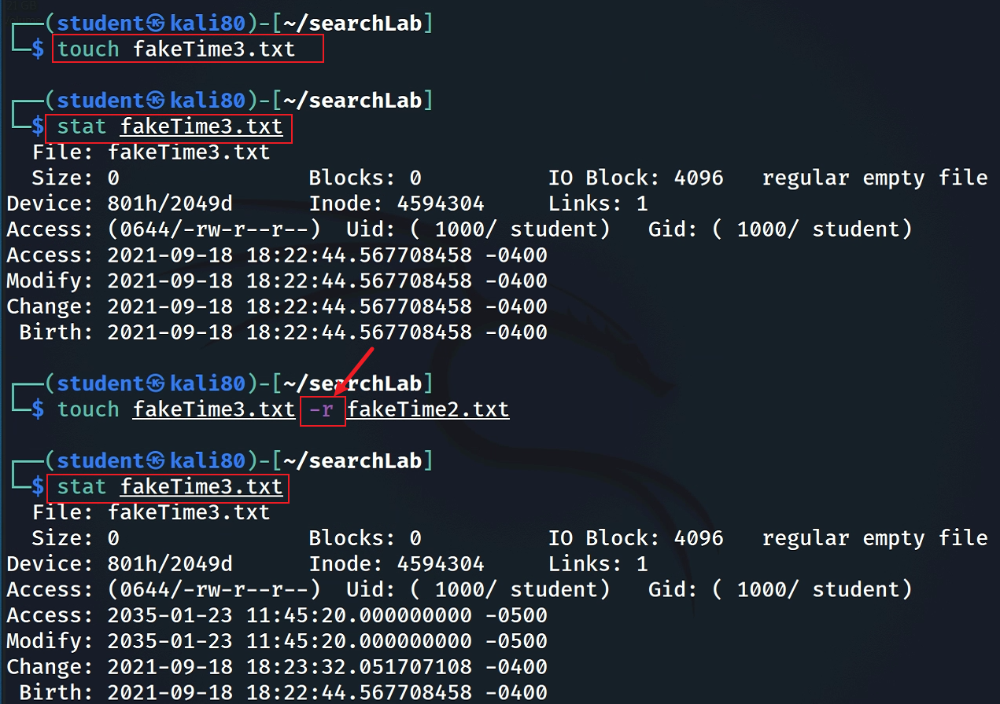 (student㉿kali80)-[~/searchLab]
$ touch fakeTime3.txt
(student㉿kali80)-[~/searchLab]
$ stat fakeTime3.txt
File: fakeTime3.txt
Size: 0 Blocks: 0 IO Block: 4096 regular empty file
Device: 801h/2049d Inode: 4594304 Links: 1
Access: (0644/-rw-r--r--) Uid: ( 1000/ student) Gid: ( 1000/ student)
Access: 2021-09-18 18:22:44.567708458 -0400
Modify: 2021-09-18 18:22:44.567708458 -0400
Change: 2021-09-18 18:22:44.567708458 -0400
Birth: 2021-09-18 18:22:44.567708458 -0400
(student㉿kali80)-[~/searchLab]
$ touch fakeTime3.txt -r fakeTime2.txt
(student㉿kali80)-[~/searchLab]
$ stat fakeTime3.txt
File: fakeTime3.txt
Size: 0 Blocks: 0 IO Block: 4096 regular empty file
Device: 801h/2049d Inode: 4594304 Links: 1
Access: (0644/-rw-r--r--) Uid: ( 1000/ student) Gid: ( 1000/ student)
Access: 2035-01-23 11:45:20.000000000 -0500
Modify: 2035-01-23 11:45:20.000000000 -0500
Change: 2021-09-18 18:23:32.051707108 -0400
Birth: 2021-09-18 18:22:44.567708458 -0400